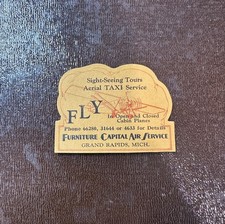 Sight-Seeing Tours
Aerial TAXI Service
FLY
In Open and Closed
Cabin Planes
Phone 66280, 31644 or 4633 for Details
FURNITURE CAPITAL AIR SERVICE
GRAND RAPIDS, MICH.